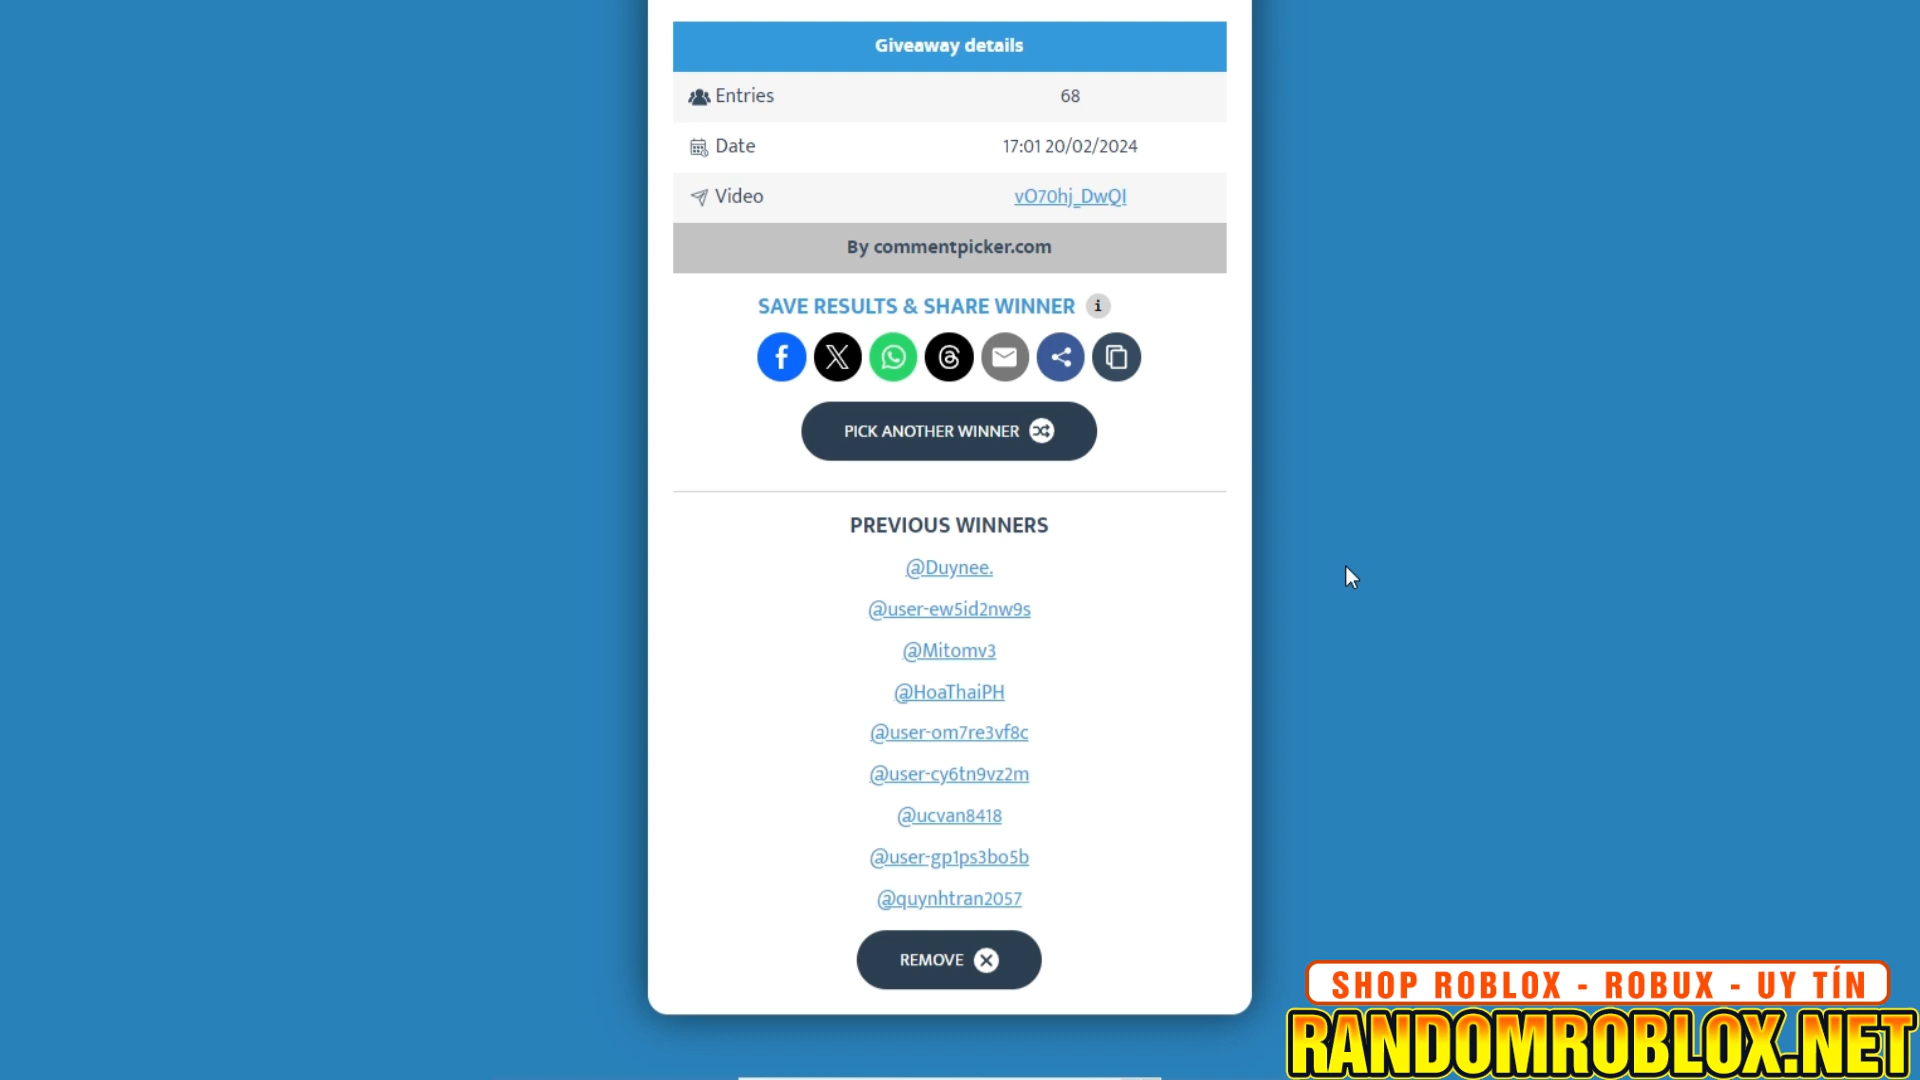 Giveaway details
Entries 68
Date 17:01 20/02/2024
Video vO70hj_DwQI
By commentpicker.com
SAVE RESULTS & SHARE WINNER i
PICK ANOTHER WINNER
PREVIOUS WINNERS
@Duynee.
@user-ew5id2nw9s
@Mitomv3
@HoaThaiPH
@user-om7re3vf8c
@user-cy6tn9vz2m
@ucvan8418
@user-gp1ps3bo5b
@quynhtran2057
REMOVE
SHOP ROBLOX - ROBUX - UY TÍN
RANDOMROBLOX.NET